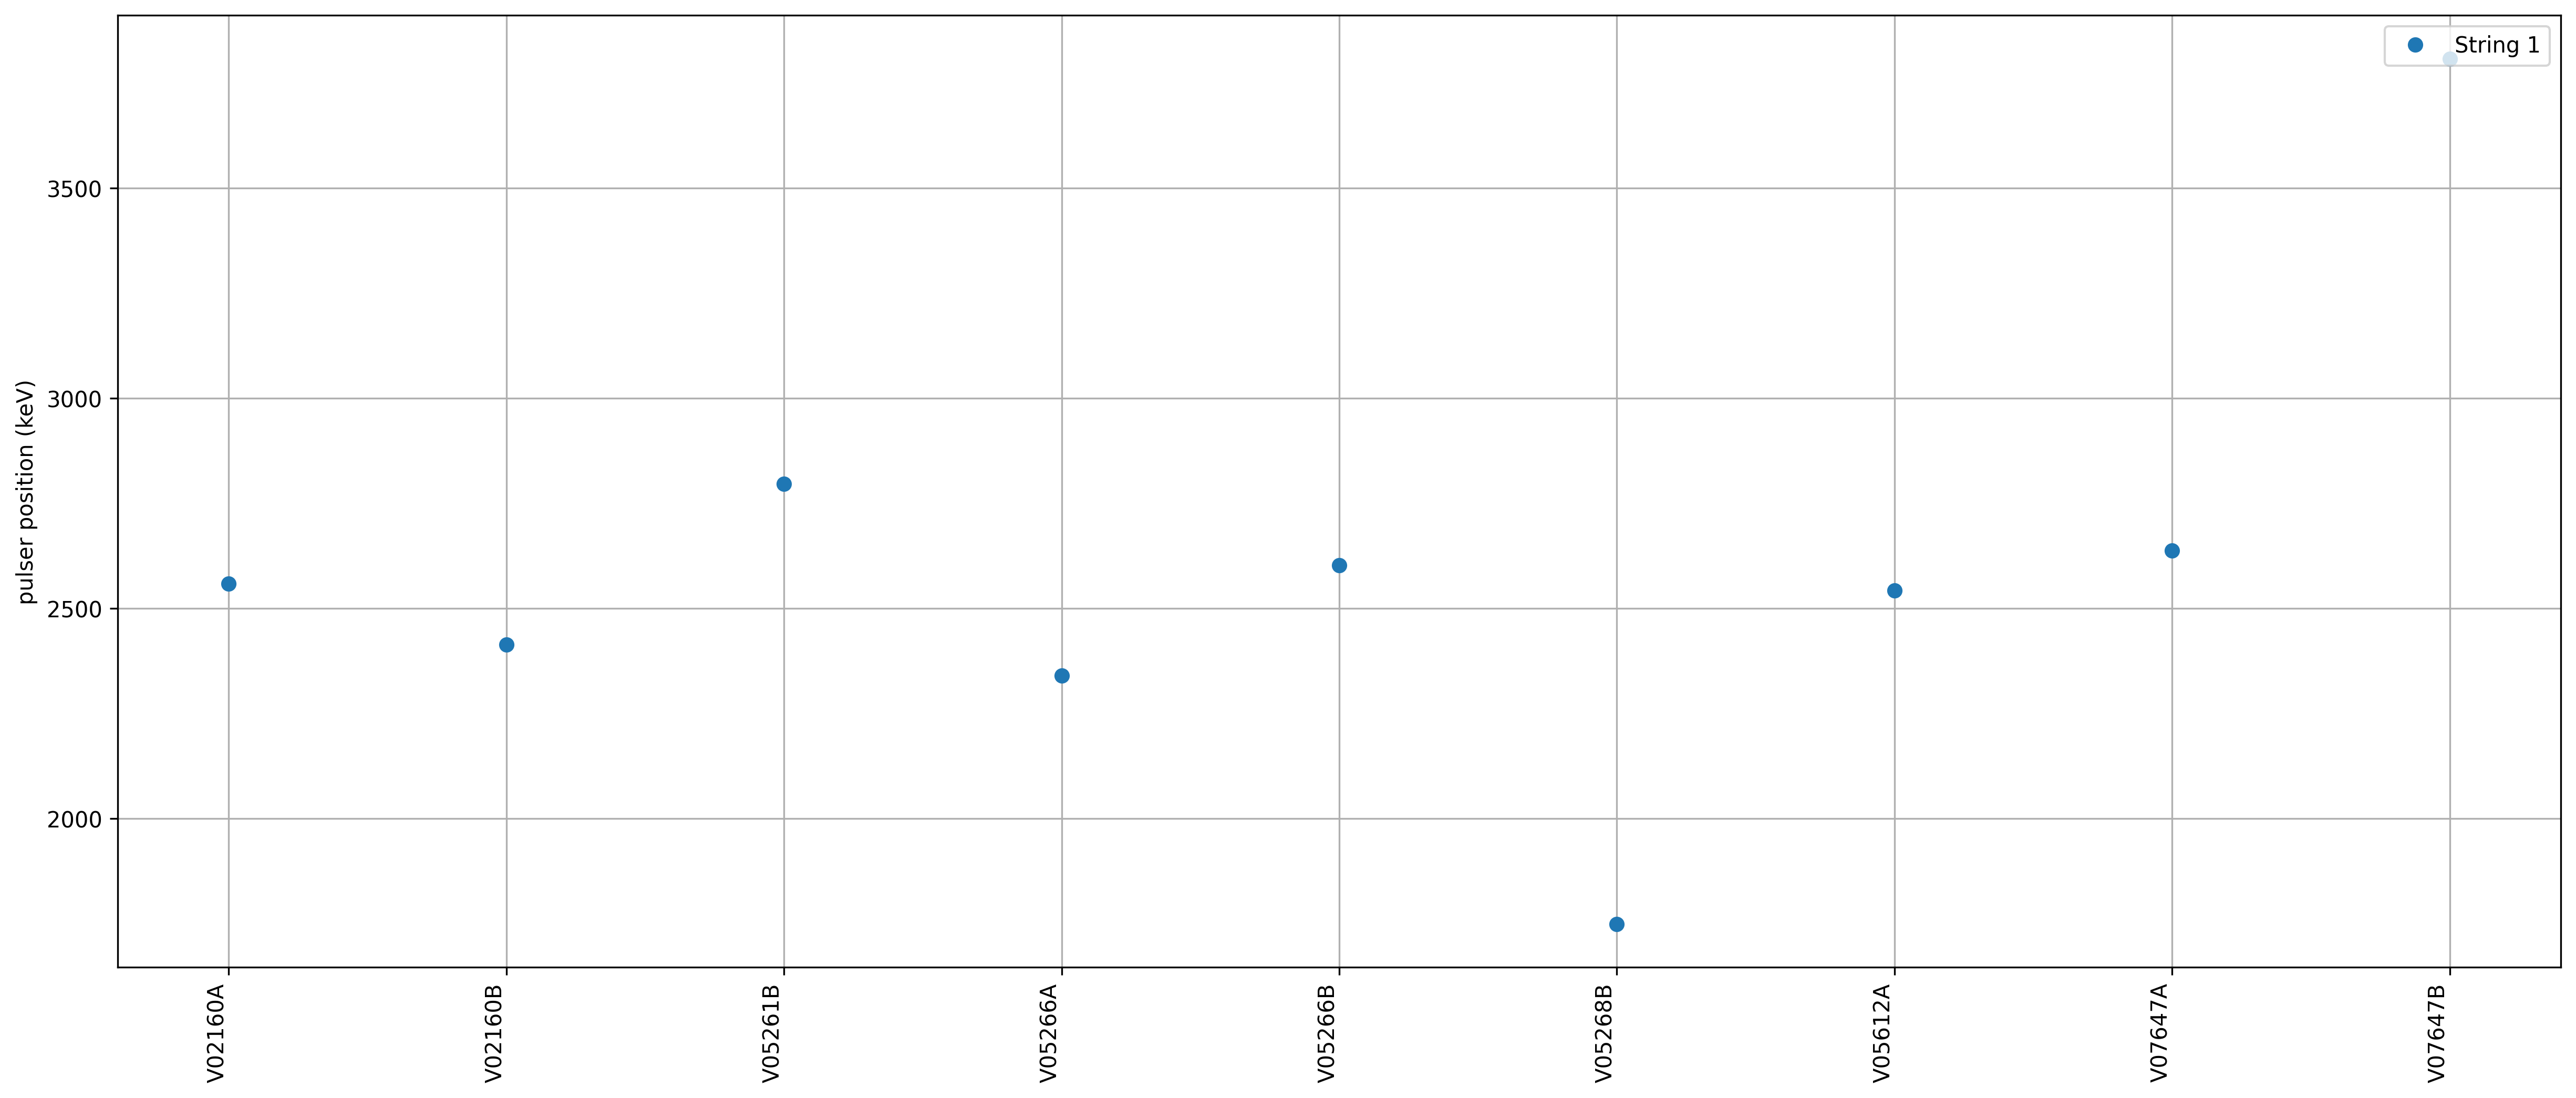 String 1
3500
3000
2500
2000
pulser position (keV)
V02160A
V02160B
V05261B
V05266A
V05266B
V05268B
V05612A
V07647A
V07647B